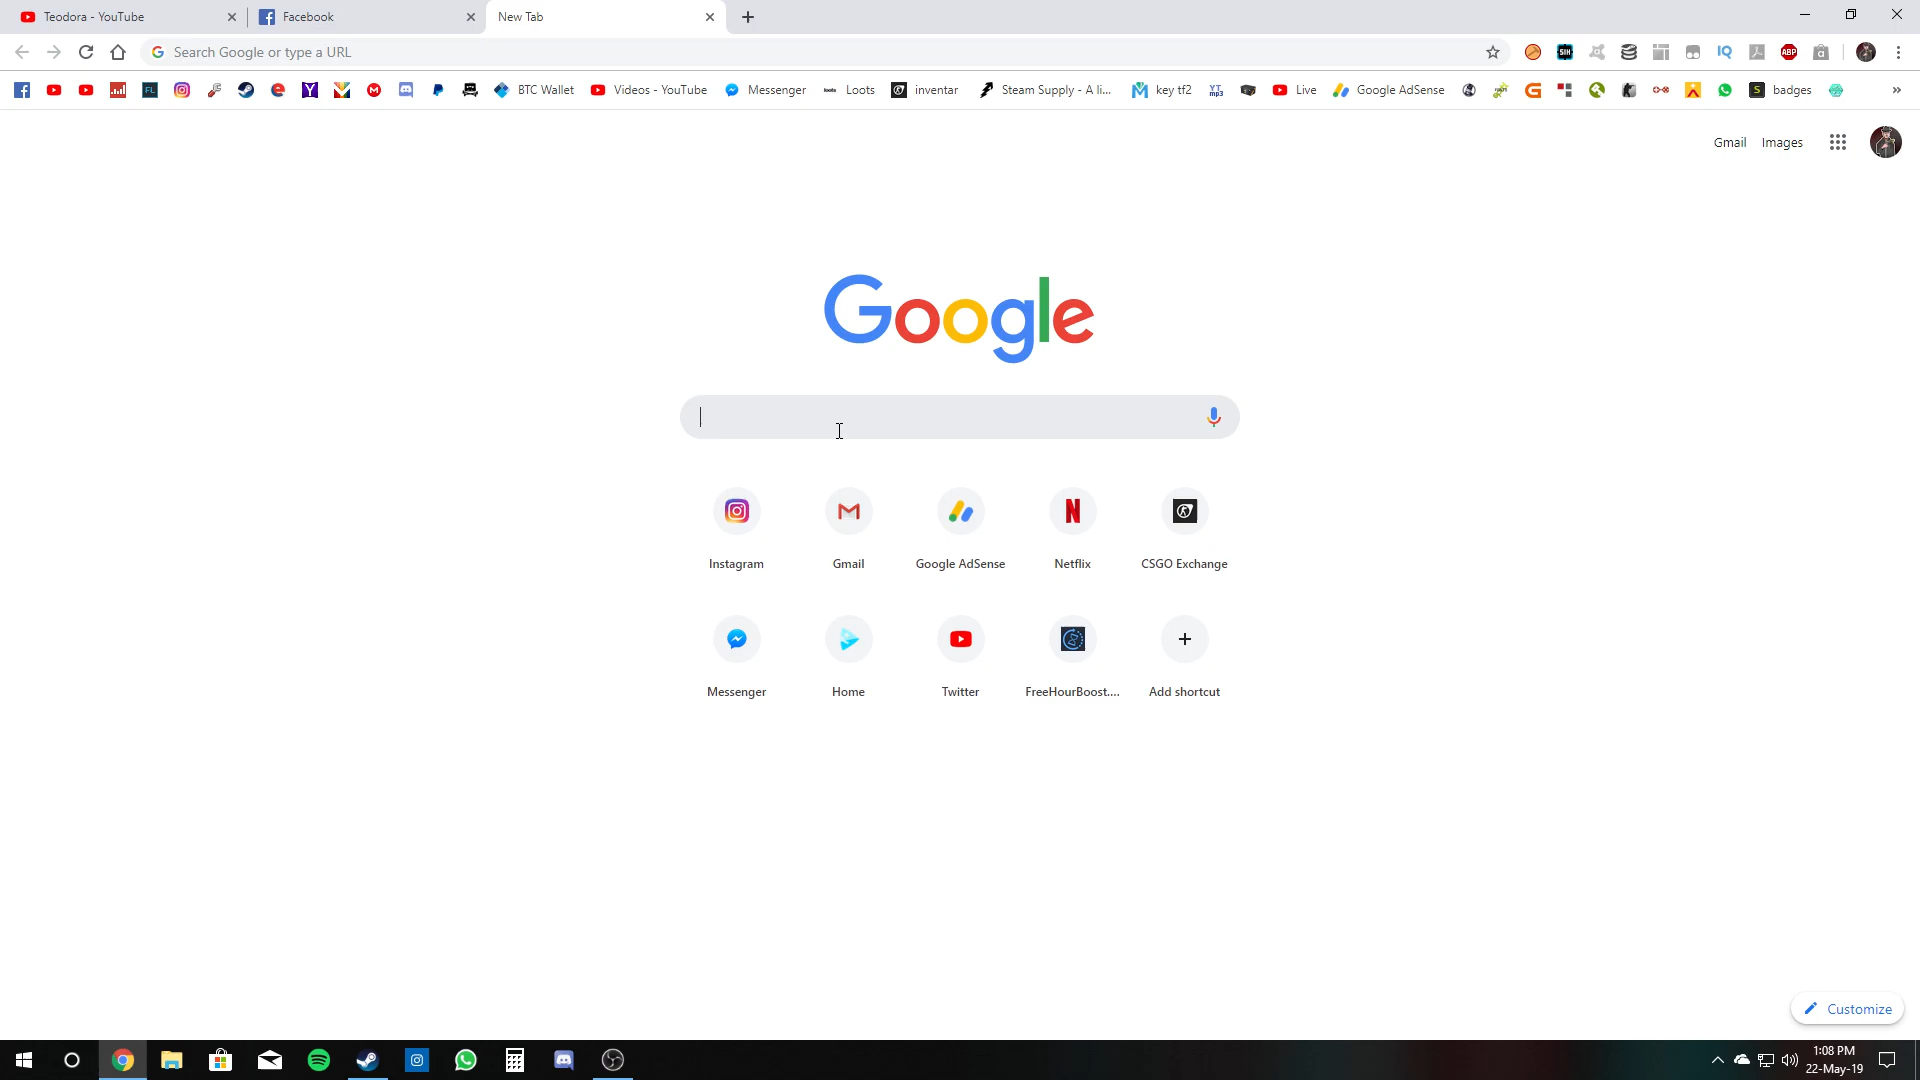 Teodora - YouTube
Facebook
New Tab
Search Google or type a URL
BTC Wallet
Videos - YouTube
Messenger
Loots
inventar
Steam Supply - A li...
key tf2
Live
Google AdSense
badges
Gmail
Images
Google
Instagram
Gmail
Google AdSense
Netflix
CSGO Exchange
Messenger
Home
Twitter
FreeHourBoost....
Add shortcut
Customize
1:08 PM
22-May-19